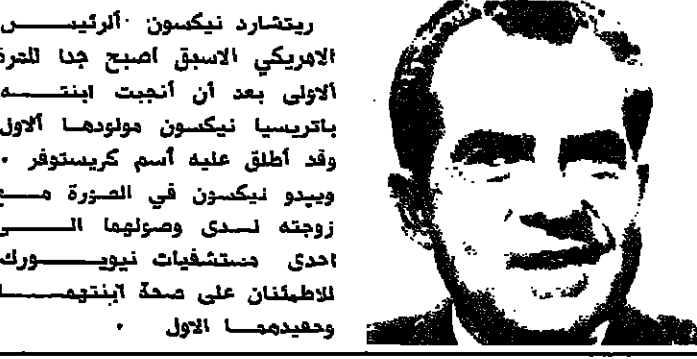 ريتشارد نيكسون الرئيس
الامريكي الاسبق اصبح جدا للمرة
ألاولى بعد أن أنجبت ابنته
باتريسيا نيكسون مولودها ألاول
وقد أطلق عليه أسم كريستوفر .
ويبدو نيكسون في الصورة مع
زوجته لدى وصولهما الى
احدى مستشفيات نيويورك
للاطمئنان على صحة ابنتهما
وحفيدهما الاول .